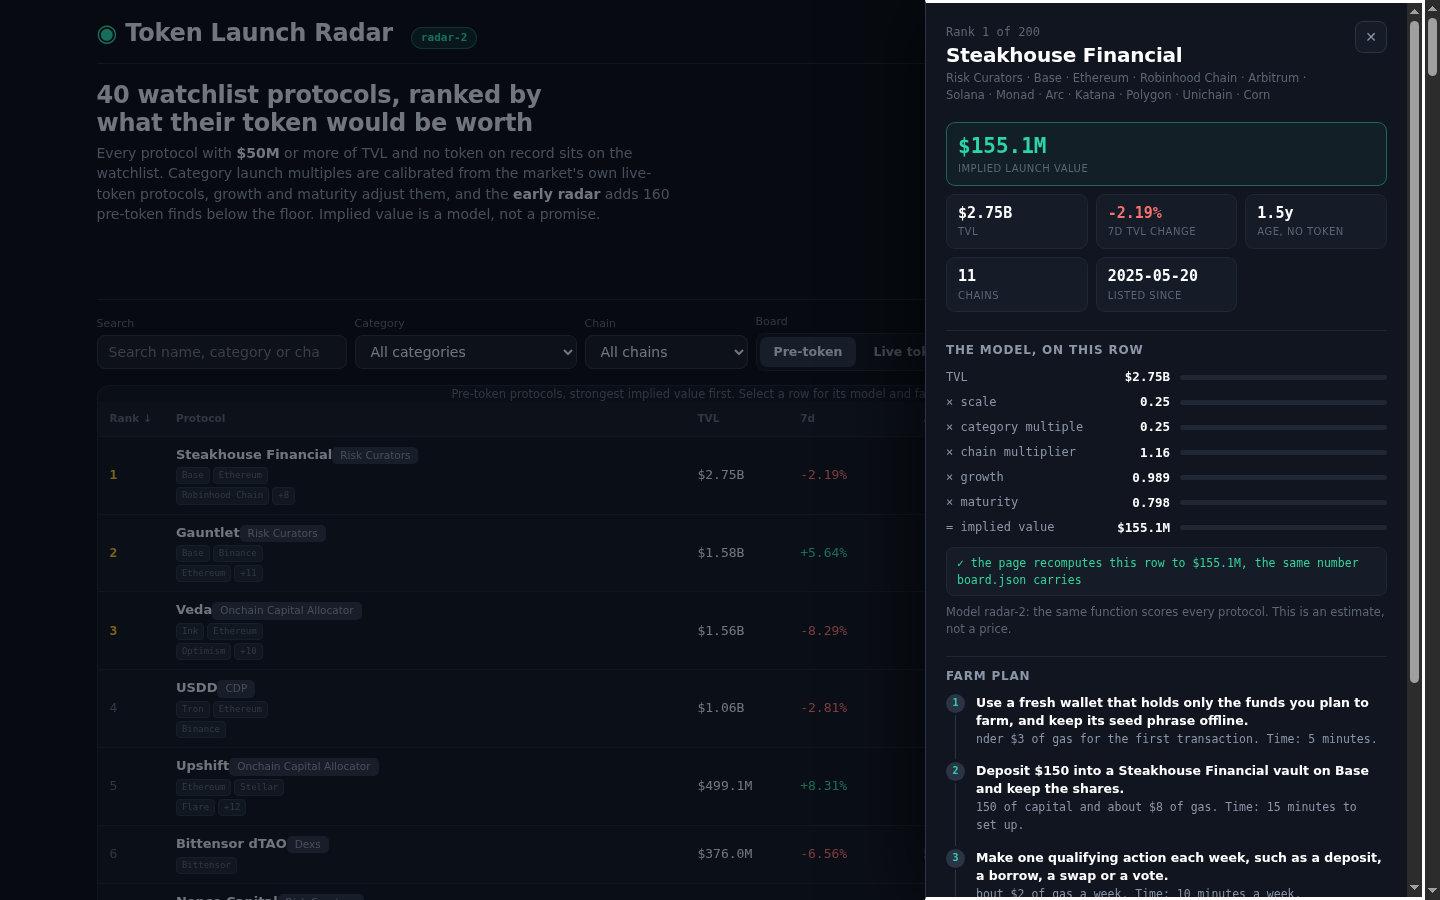 ◉ Token Launch Radar radar-2
40 watchlist protocols, ranked by
what their token would be worth
Every protocol with $50M or more of TVL and no token on record sits on the
watchlist. Category launch multiples are calibrated from the market's own live-
token protocols, growth and maturity adjust them, and the early radar adds 160
pre-token finds below the floor. Implied value is a model, not a promise.
Search Category Chain Board
Search name, category or cha All categories All chains Pre-token Live tok
Pre-token protocols, strongest implied value first. Select a row for its model and fa
Rank ↓ Protocol TVL 7d
1 Steakhouse Financial Risk Curators $2.75B -2.19%
Base Ethereum
Robinhood Chain +8
2 Gauntlet Risk Curators $1.58B +5.64%
Base Binance
Ethereum +11
3 Veda Onchain Capital Allocator $1.56B -8.29%
Ink Ethereum
Optimism +10
4 USDD CDP $1.06B -2.81%
Tron Ethereum
Binance
5 Upshift Onchain Capital Allocator $499.1M +8.31%
Ethereum Stellar
Flare +12
6 Bittensor dTAO Dexs $376.0M -6.56%
Bittensor
Rank 1 of 200
Steakhouse Financial
Risk Curators · Base · Ethereum · Robinhood Chain · Arbitrum ·
Solana · Monad · Arc · Katana · Polygon · Unichain · Corn
✕
$155.1M
IMPLIED LAUNCH VALUE
$2.75B -2.19% 1.5y
TVL 7D TVL CHANGE AGE, NO TOKEN
11 2025-05-20
CHAINS LISTED SINCE
THE MODEL, ON THIS ROW
TVL $2.75B
× scale 0.25
× category multiple 0.25
× chain multiplier 1.16
× growth 0.989
× maturity 0.798
= implied value $155.1M
✓ the page recomputes this row to $155.1M, the same number
board.json carries
Model radar-2: the same function scores every protocol. This is an estimate,
not a price.
FARM PLAN
1 Use a fresh wallet that holds only the funds you plan to
farm, and keep its seed phrase offline.
nder $3 of gas for the first transaction. Time: 5 minutes.
2 Deposit $150 into a Steakhouse Financial vault on Base
and keep the shares.
150 of capital and about $8 of gas. Time: 15 minutes to
set up.
3 Make one qualifying action each week, such as a deposit,
a borrow, a swap or a vote.
bout $2 of gas a week. Time: 10 minutes a week.